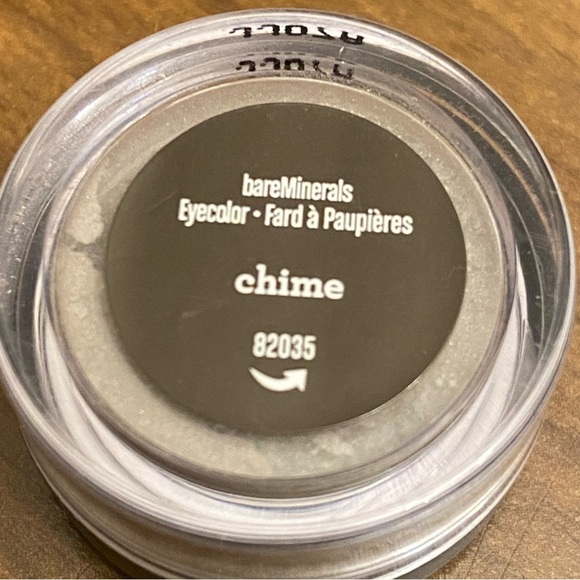 bareMinerals
Eyecolor • Fard à Paupières
chime
82035